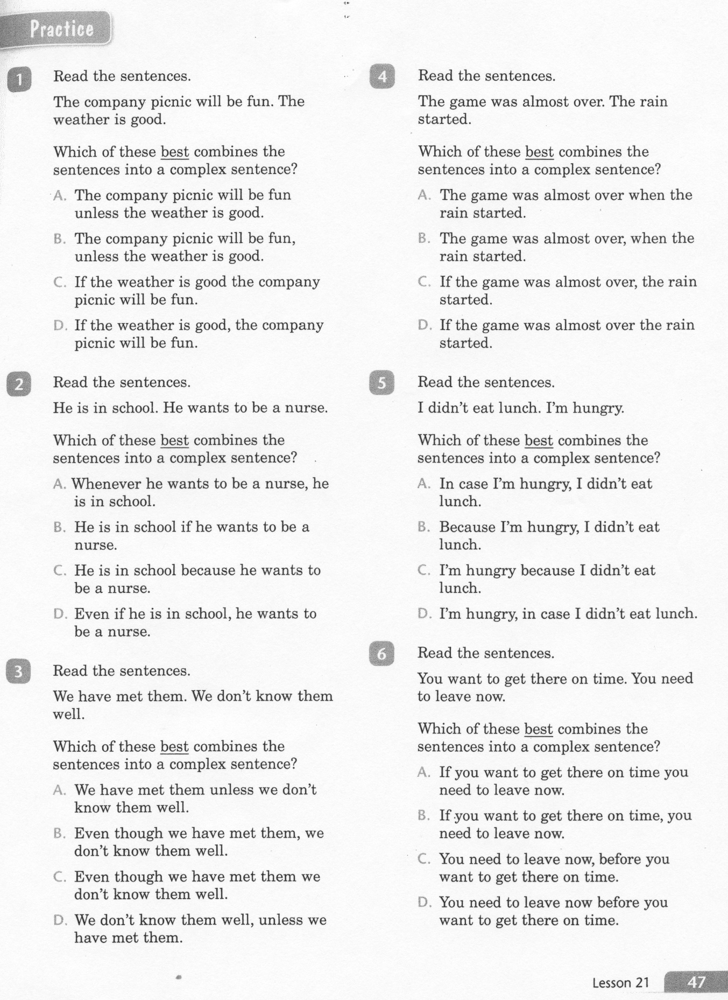 Practice
1
Read the sentences.
The company picnic will be fun. The
weather is good.
Which of these best combines the
sentences into a complex sentence?
A. The company picnic will be fun
unless the weather is good.
B. The company picnic will be fun,
unless the weather is good.
C. If the weather is good the company
picnic will be fun.
D. If the weather is good, the company
picnic will be fun.
2
Read the sentences.
He is in school. He wants to be a nurse.
Which of these best combines the
sentences into a complex sentence?
A. Whenever he wants to be a nurse, he
is in school.
B. He is in school if he wants to be a
nurse.
C. He is in school because he wants to
be a nurse.
D. Even if he is in school, he wants to
be a nurse.
3
Read the sentences.
We have met them. We don't know them
well.
Which of these best combines the
sentences into a complex sentence?
A. We have met them unless we don't
know them well.
B. Even though we have met them, we
don't know them well.
C. Even though we have met them we
don't know them well.
D. We don't know them well, unless we
have met them.
4
Read the sentences.
The game was almost over. The rain
started.
Which of these best combines the
sentences into a complex sentence?
A. The game was almost over when the
rain started.
B. The game was almost over, when the
rain started.
C. If the game was almost over, the rain
started.
D. If the game was almost over the rain
started.
5
Read the sentences.
I didn't eat lunch. I'm hungry.
Which of these best combines the
sentences into a complex sentence?
A. In case I'm hungry, I didn't eat
lunch.
B. Because I'm hungry, I didn't eat
lunch.
C. I'm hungry because I didn't eat
lunch.
D. I'm hungry, in case I didn't eat lunch.
6
Read the sentences.
You want to get there on time. You need
to leave now.
Which of these best combines the
sentences into a complex sentence?
A. If you want to get there on time you
need to leave now.
B. If you want to get there on time, you
need to leave now.
C. You need to leave now, before you
want to get there on time.
D. You need to leave now before you
want to get there on time.
Lesson 21
47